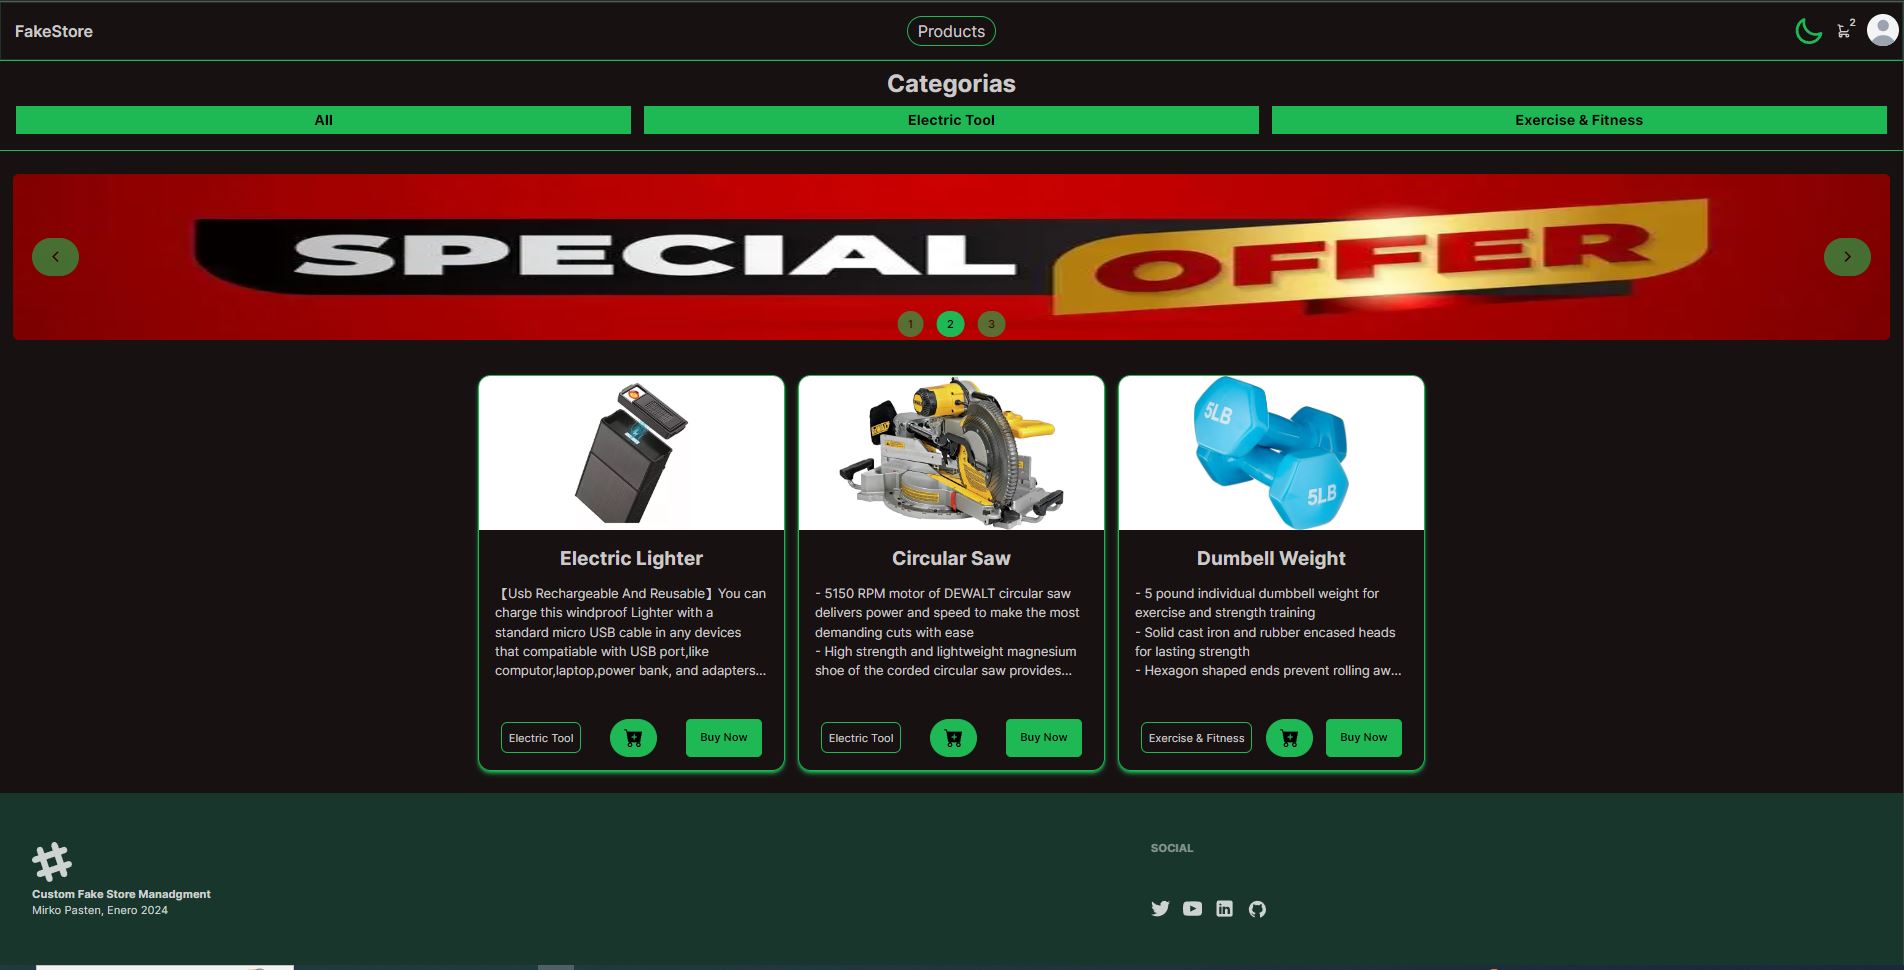 FakeStore
Products
2
Categorias
All
Electric Tool
Exercise & Fitness
SPECIAL OFFER
1 2 3
5LB
5LB
Electric Lighter
【Usb Rechargeable And Reusable】You can
charge this windproof Lighter with a
standard micro USB cable in any devices
that compatiable with USB port,like
computor,laptop,power bank, and adapters...
Electric Tool
Buy Now
DEWALT
Circular Saw
- 5150 RPM motor of DEWALT circular saw
delivers power and speed to make the most
demanding cuts with ease
- High strength and lightweight magnesium
shoe of the corded circular saw provides...
Electric Tool
Buy Now
Dumbell Weight
- 5 pound individual dumbbell weight for
exercise and strength training
- Solid cast iron and rubber encased heads
for lasting strength
- Hexagon shaped ends prevent rolling aw...
Exercise & Fitness
Buy Now
Custom Fake Store Manadgment
Mirko Pasten, Enero 2024
SOCIAL
in